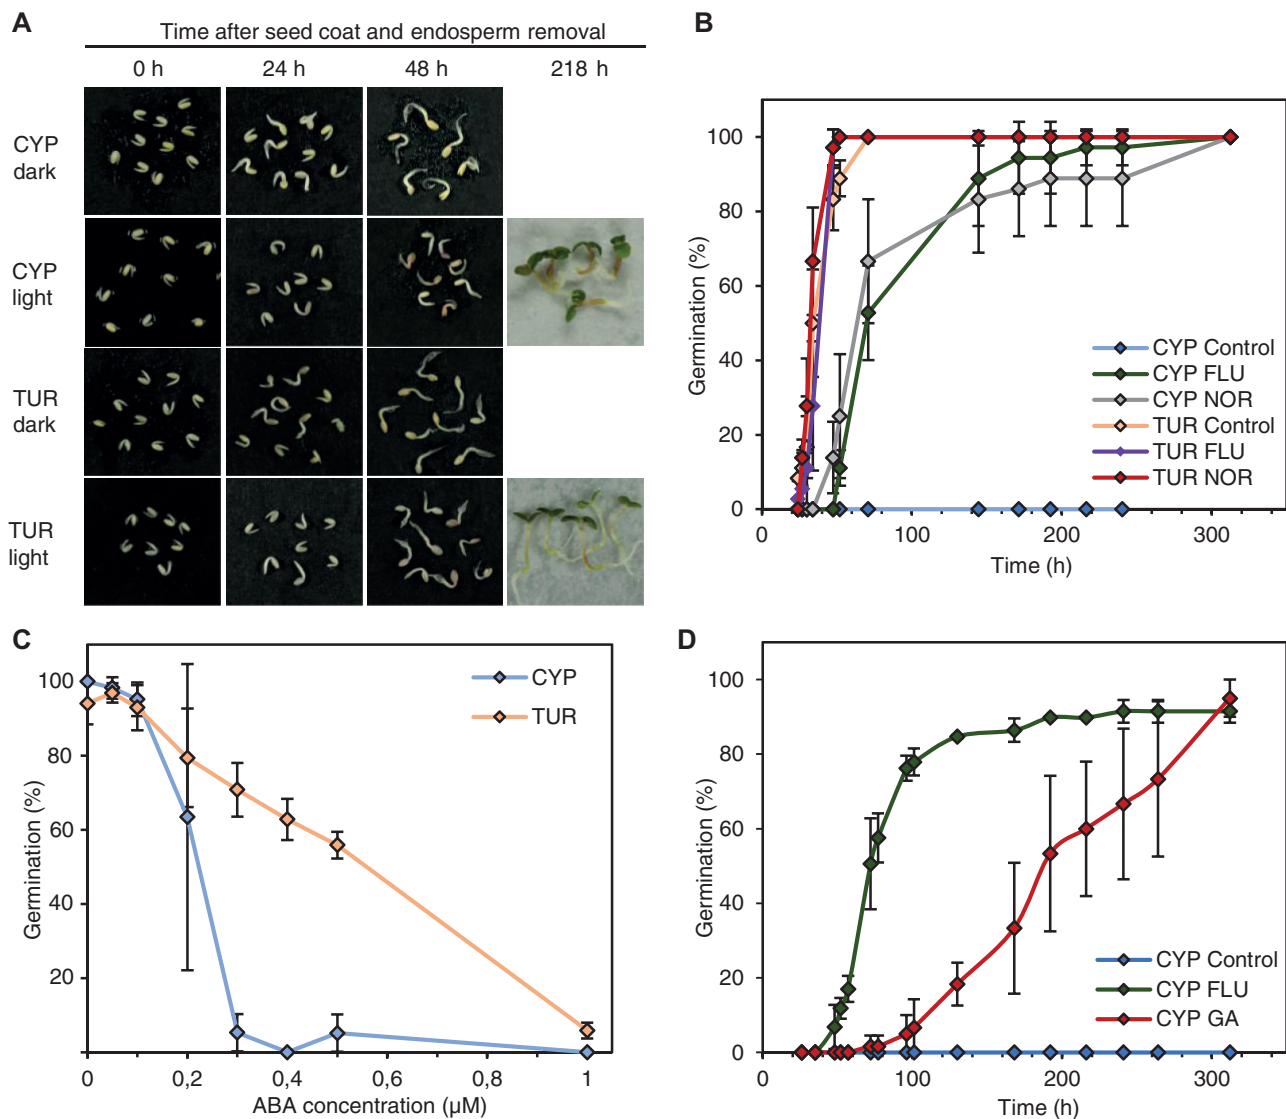 A
Time after seed coat and endosperm removal
0 h 24 h 48 h 218 h
CYP
dark
CYP
light
TUR
dark
TUR
light
B
Germination (%)
100
80
60
40
20
0
0 100 200 300
Time (h)
CYP Control
CYP FLU
CYP NOR
TUR Control
TUR FLU
TUR NOR
C
Germination (%)
100
80
60
40
20
0 0,2 0,4 0,6 0,8 1
ABA concentration (µM)
CYP
TUR
D
Germination (%)
100
80
60
40
20
0
0 100 200 300
Time (h)
CYP Control
CYP FLU
CYP GA